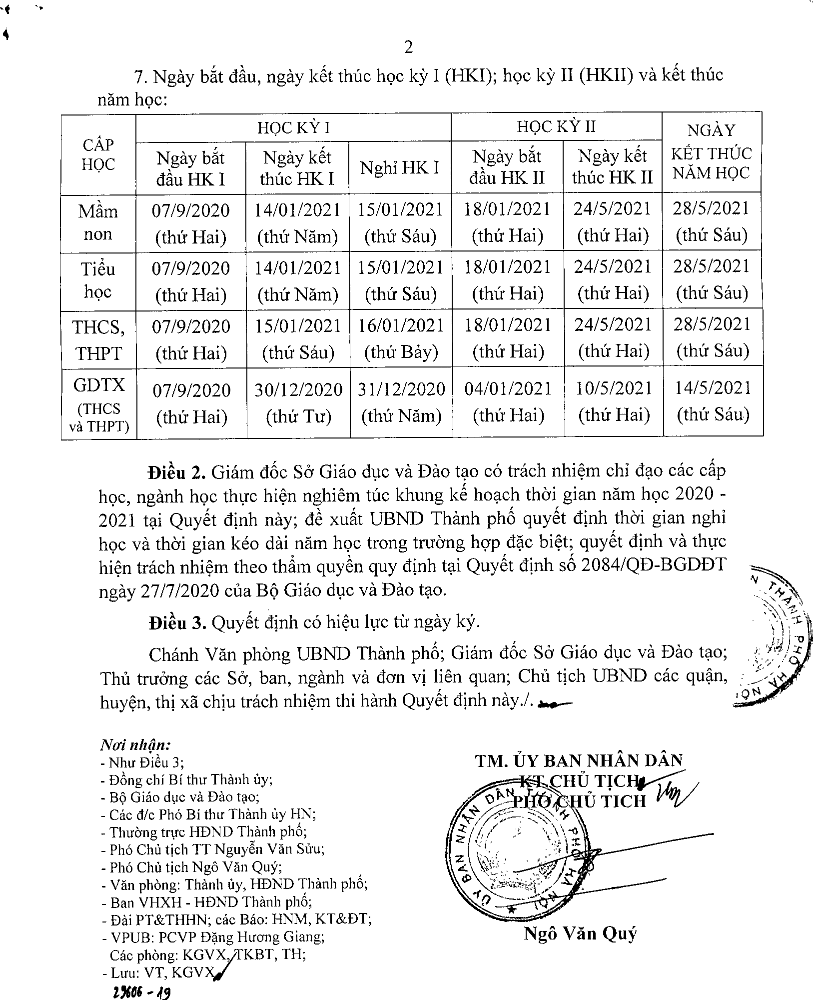 2
7. Ngày bắt đầu, ngày kết thúc học kỳ I (HKI); học kỳ II (HKII) và kết thúc
năm học:
CẤP HỌC | HỌC KỲ I | HỌC KỲ II | NGÀY KẾT THÚC NĂM HỌC
Ngày bắt đầu HK I | Ngày kết thúc HK I | Nghỉ HK I | Ngày bắt đầu HK II | Ngày kết thúc HK II
Mầm non | 07/9/2020 (thứ Hai) | 14/01/2021 (thứ Năm) | 15/01/2021 (thứ Sáu) | 18/01/2021 (thứ Hai) | 24/5/2021 (thứ Hai) | 28/5/2021 (thứ Sáu)
Tiểu học | 07/9/2020 (thứ Hai) | 14/01/2021 (thứ Năm) | 15/01/2021 (thứ Sáu) | 18/01/2021 (thứ Hai) | 24/5/2021 (thứ Hai) | 28/5/2021 (thứ Sáu)
THCS, THPT | 07/9/2020 (thứ Hai) | 15/01/2021 (thứ Sáu) | 16/01/2021 (thứ Bảy) | 18/01/2021 (thứ Hai) | 24/5/2021 (thứ Hai) | 28/5/2021 (thứ Sáu)
GDTX (THCS và THPT) | 07/9/2020 (thứ Hai) | 30/12/2020 (thứ Tư) | 31/12/2020 (thứ Năm) | 04/01/2021 (thứ Hai) | 10/5/2021 (thứ Hai) | 14/5/2021 (thứ Sáu)
Điều 2. Giám đốc Sở Giáo dục và Đào tạo có trách nhiệm chỉ đạo các cấp
học, ngành học thực hiện nghiêm túc khung kế hoạch thời gian năm học 2020 -
2021 tại Quyết định này; đề xuất UBND Thành phố quyết định thời gian nghỉ
học và thời gian kéo dài năm học trong trường hợp đặc biệt; quyết định và thực
hiện trách nhiệm theo thẩm quyền quy định tại Quyết định số 2084/QĐ-BGDĐT
ngày 27/7/2020 của Bộ Giáo dục và Đào tạo.
Điều 3. Quyết định có hiệu lực từ ngày ký.
Chánh Văn phòng UBND Thành phố; Giám đốc Sở Giáo dục và Đào tạo;
Thủ trưởng các Sở, ban, ngành và đơn vị liên quan; Chủ tịch UBND các quận,
huyện, thị xã chịu trách nhiệm thi hành Quyết định này./.
N THÀNH PHỐ HÀ NỘI
Nơi nhận:
- Như Điều 3;
- Đồng chí Bí thư Thành ủy;
- Bộ Giáo dục và Đào tạo;
- Các đ/c Phó Bí thư Thành ủy HN;
- Thường trực HĐND Thành phố;
- Phó Chủ tịch TT Nguyễn Văn Sửu;
- Phó Chủ tịch Ngô Văn Quý;
- Văn phòng: Thành ủy, HĐND Thành phố;
- Ban VHXH - HĐND Thành phố;
- Đài PT&THHN; các Báo: HNM, KT&ĐT;
- VPUB: PCVP Đặng Hương Giang;
Các phòng: KGVX, TKBT, TH;
- Lưu: VT, KGVX
29606 - 19
TM. ỦY BAN NHÂN DÂN
KT.CHỦ TỊCH
PHÓ CHỦ TỊCH
ỦY BAN NHÂN DÂN THÀNH PHỐ HÀ NỘI
Ngô Văn Quý